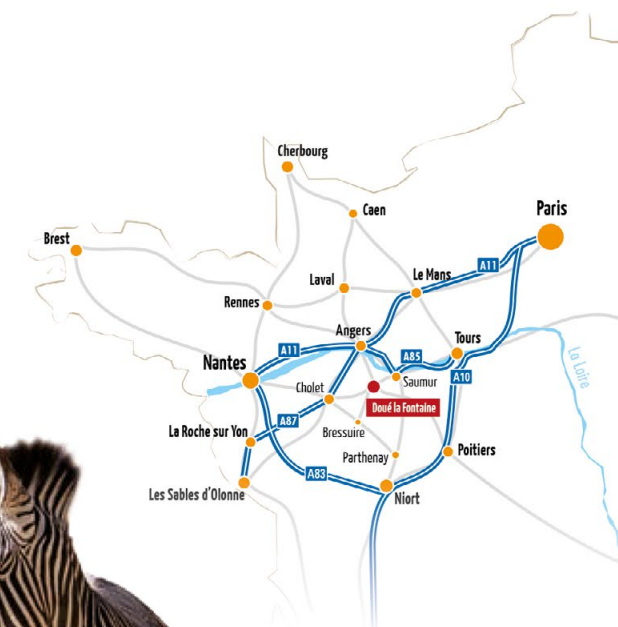 Cherbourg
Caen
Paris
Brest
A11
Laval
Le Mans
Rennes
Angers
Tours
A11
Nantes
A85
La Loire
Cholet
Saumur
A10
Doué la Fontaine
A87
La Roche sur Yon
Bressuire
Parthenay
Poitiers
A83
Les Sables d'Olonne
Niort